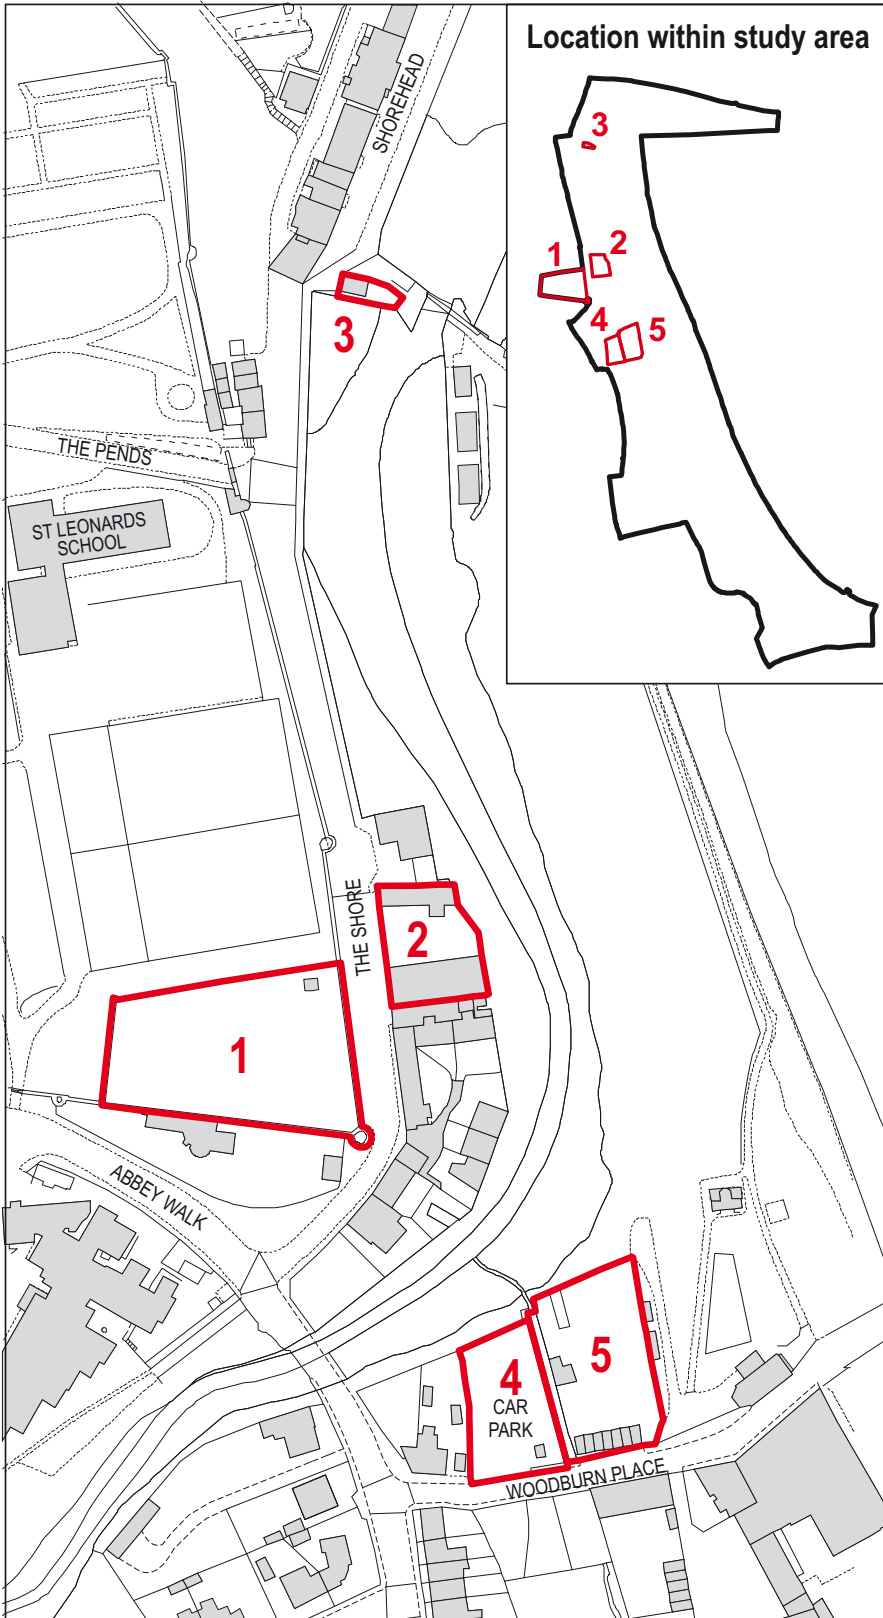 Location within study area
SHOREHEAD
3
1
2
4
5
3
THE PENDS
ST LEONARDS
SCHOOL
THE SHORE
2
1
ABBEY WALK
4
CAR
PARK
5
WOODBURN PLACE